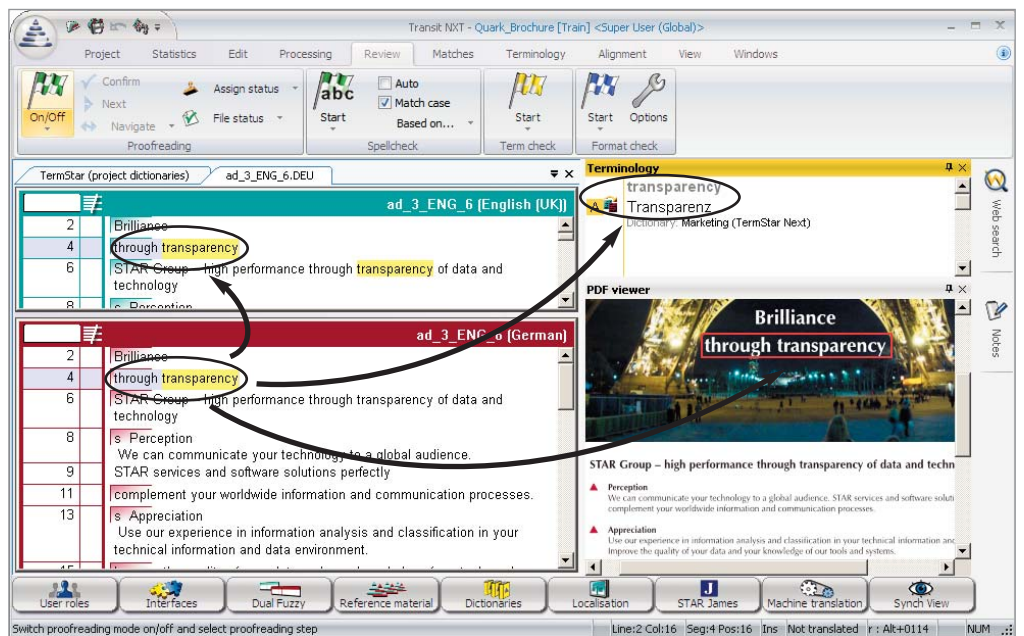 Transit NXT - Quark_Brochure [Train] <Super User (Global)>
Project Statistics Edit Processing Review Matches Terminology Alignment View Windows
On/Off
Confirm
Next
Navigate
Assign status
File status
Proofreading
abc
Start
Auto
Match case
Based on...
Spellcheck
Start
Term check
Start
Options
Format check
TermStar (project dictionaries) ad_3_ENG_6.DEU
ad_3_ENG_6 (English (UK))
2 Brilliance
4 through transparency
6 STAR Group – high performance through transparency of data and
technology
8 s Perception
ad_3_ENG_6 (German)
2 Brilliance
4 through transparency
6 STAR Group – high performance through transparency of data and
technology
8 s Perception
We can communicate your technology to a global audience.
9 STAR services and software solutions perfectly
11 complement your worldwide information and communication processes.
13 s Appreciation
Use our experience in information analysis and classification in your
technical information and data environment.
15
Terminology
transparency
A Transparenz
Dictionary: Marketing (TermStar Next)
PDF viewer
Brilliance
through transparency
STAR Group – high performance through transparency of data and techn
Perception
We can communicate your technology to a global audience. STAR services and software soluti
complement your worldwide information and communication processes.
Appreciation
Use our experience in information analysis and classification in your technical information and
Improve the quality of your data and your knowledge of our tools and systems.
Web search
Notes
User roles Interfaces Dual Fuzzy Reference material Dictionaries Localisation STAR James Machine translation Synch View
Switch proofreading mode on/off and select proofreading step
Line:2 Col:16 Seg:4 Pos:16 Ins Not translated r : Alt+0114 NUM